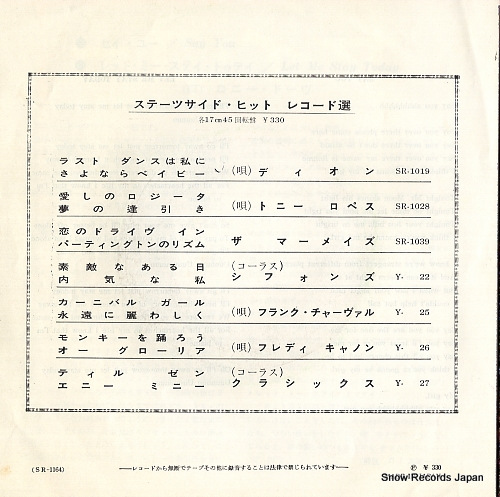 ステーツサイド・ヒット レコード選
各17cm45回転盤 ¥330
ラスト ダンスは私に
さよならベイビー (唄) ディオン SR-1019
愛しのロジータ
夢の逢引き (唄) トニー ロペス SR-1028
恋のドライヴ イン
パーティングトンのリズム ザ マーメイズ SR-1039
素敵なある日 (コーラス)
内気な私 シフォンズ Y- 22
カーニバル ガール
永遠に麗わしく (唄) フランク・チャーヴァル Y- 25
モンキーを踊ろう
オー グローリア (唄) フレディ キャノン Y- 26
ティル ゼン (コーラス)
エニー ミニー クラシックス Y- 27
(SR-1164) ──レコードから無断でテープその他に録音することは法律で禁じられています── Ⓟ ¥330
Snow Records Japan